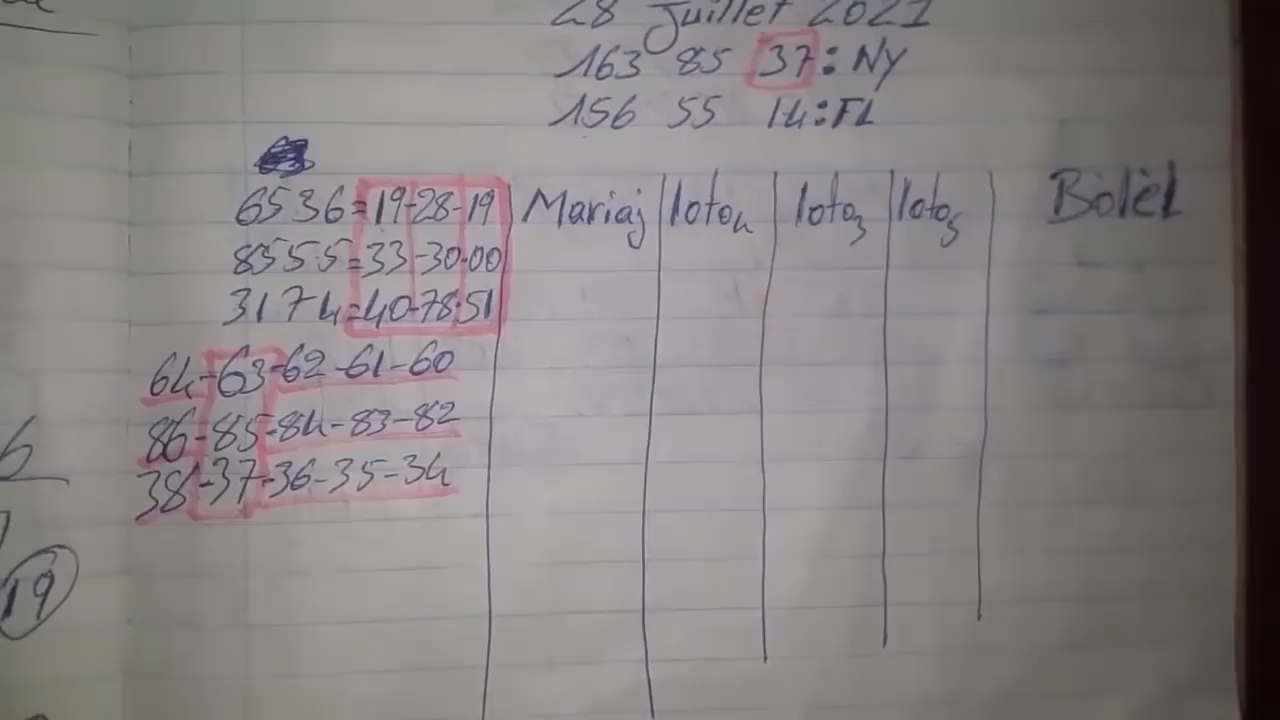 28 Juillet 2021
163 85 37: NY
156 55 14: FL
6536=19-28-19 Mariaj loto4 loto3 loto5 Bòlèt
8555=33-30-00
3174=40-78-51
64-63-62-61-60
86-85-84-83-82
38-37-36-35-34
19